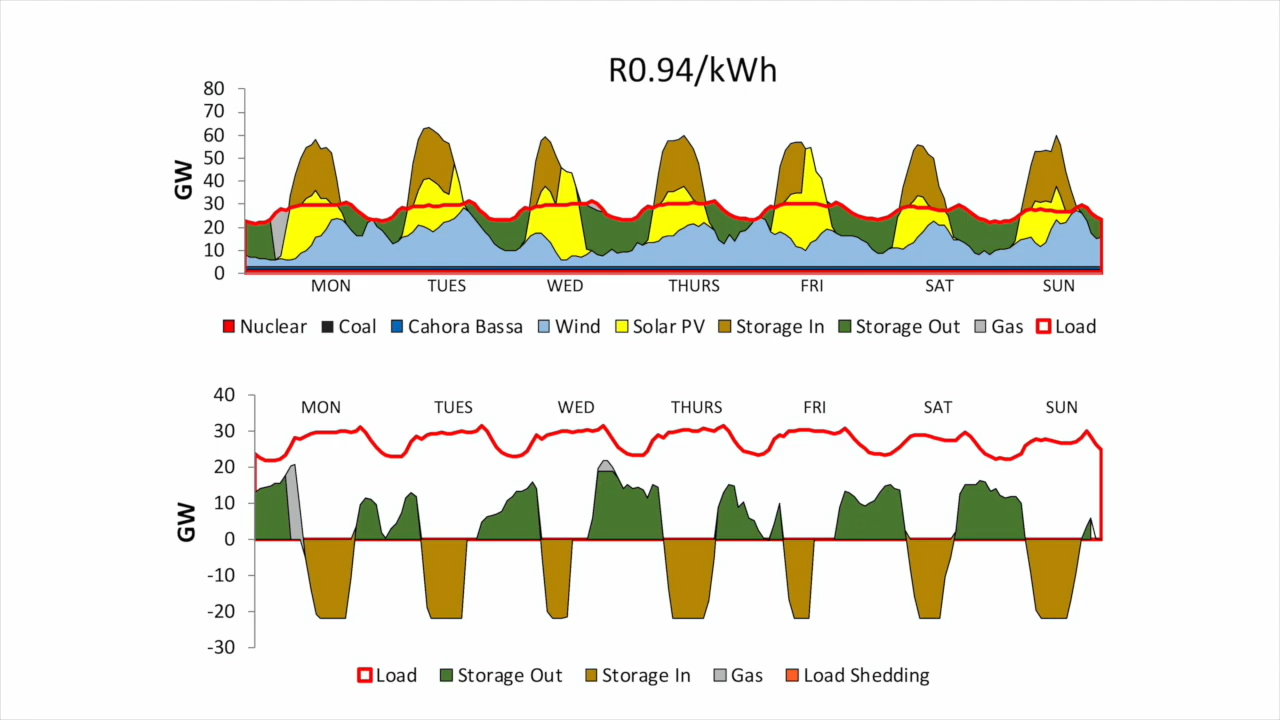 R0.94/kWh
80
70
60
50
40
30
20
10
0
GW
MON TUES WED THURS FRI SAT SUN
Nuclear Coal Cahora Bassa Wind Solar PV Storage In Storage Out Gas Load
40
30
20
10
0
-10
-20
-30
GW
MON TUES WED THURS FRI SAT SUN
Load Storage Out Storage In Gas Load Shedding